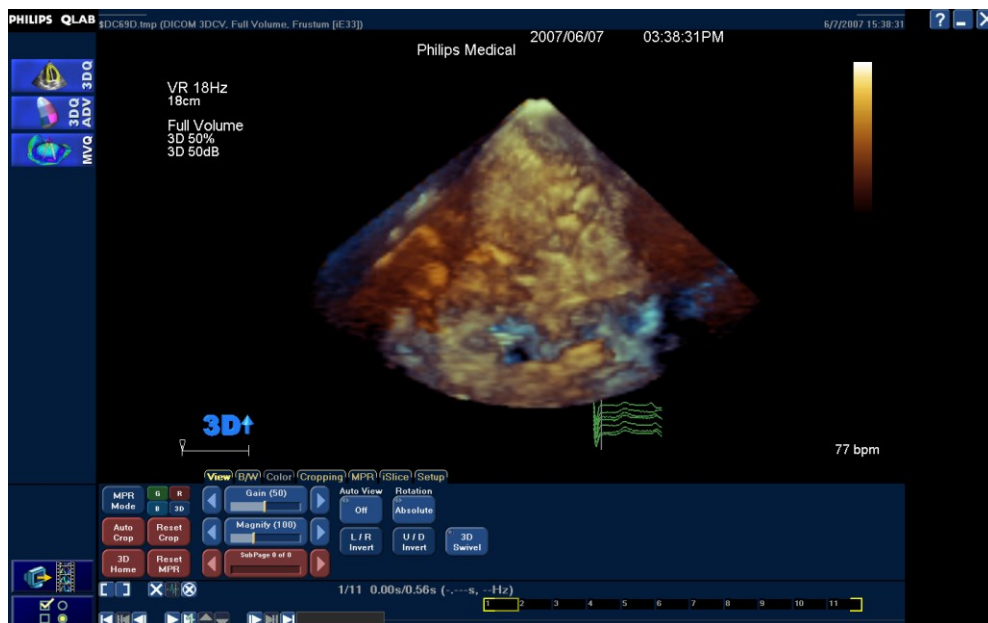 PHILIPS QLAB
$DC69D.tmp (DICOM 3DCV, Full Volume, Frustum [iE33])
6/7/2007 15:38:31
?
2007/06/07 03:38:31PM
Philips Medical
3DQ
3DQ ADV
MVQ
VR 18Hz
18cm
Full Volume
3D 50%
3D 50dB
3D
77 bpm
View B/W Color Cropping MPR iSlice Setup
MPR Mode
G R
B 3D
Gain (50)
Auto View
Off
Rotation
Absolute
Auto Crop
Reset Crop
Magnify (100)
L / R Invert
U / D Invert
3D Swivel
3D Home
Reset MPR
SubPage 0 of 0
1/11 0.00s/0.56s (-.---s, --Hz)
1 2 3 4 5 6 7 8 9 10 11